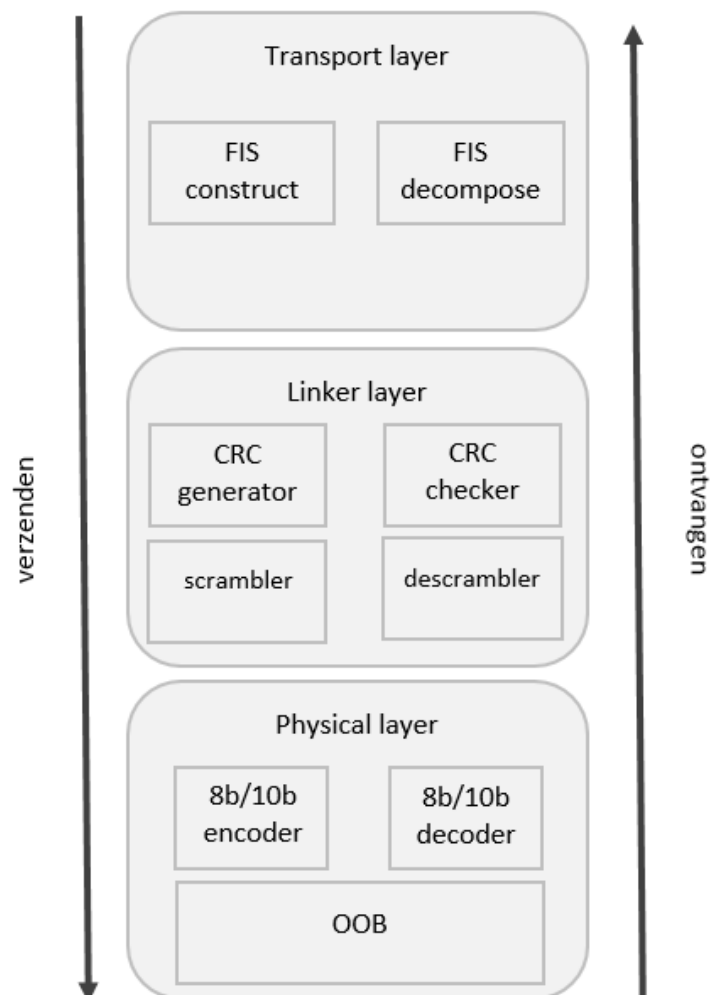 Transport layer
FIS
construct
FIS
decompose
Linker layer
CRC
generator
CRC
checker
scrambler
descrambler
Physical layer
8b/10b
encoder
8b/10b
decoder
OOB
verzenden
ontvangen